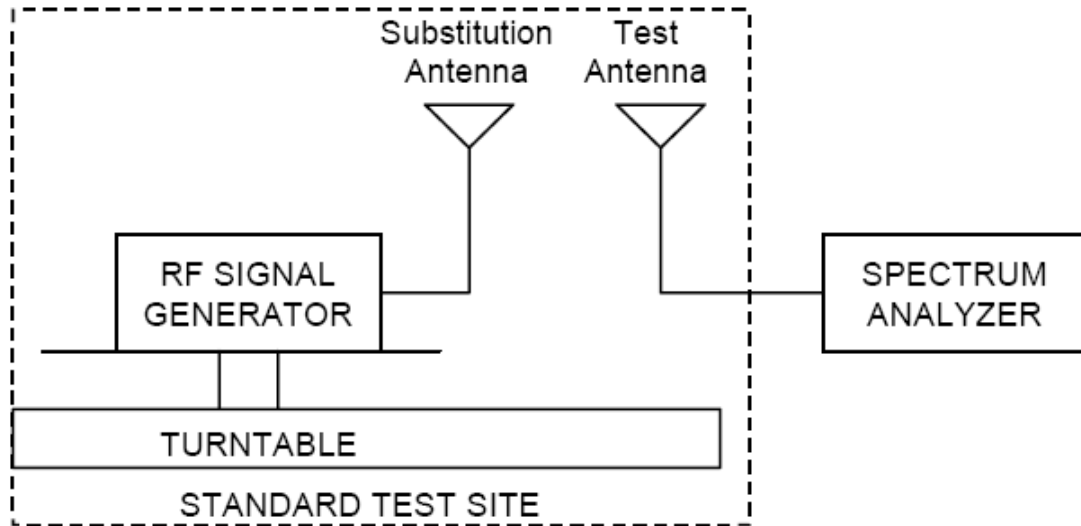 Substitution
Antenna
Test
Antenna
RF SIGNAL
GENERATOR
SPECTRUM
ANALYZER
TURNTABLE
STANDARD TEST SITE